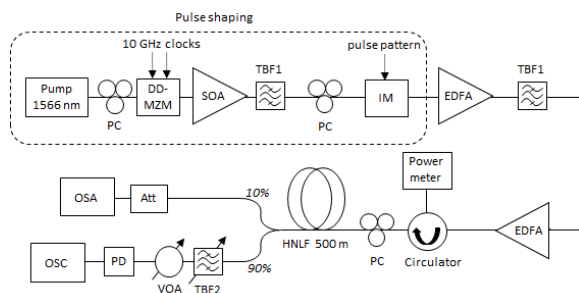 Pulse shaping
10 GHz clocks
pulse pattern
Pump
1566 nm
PC
DD-
MZM
SOA
TBF1
PC
IM
EDFA
TBF1
Power
meter
OSA
Att
10%
HNLF 500 m
PC
Circulator
EDFA
OSC
PD
VOA
TBF2
90%